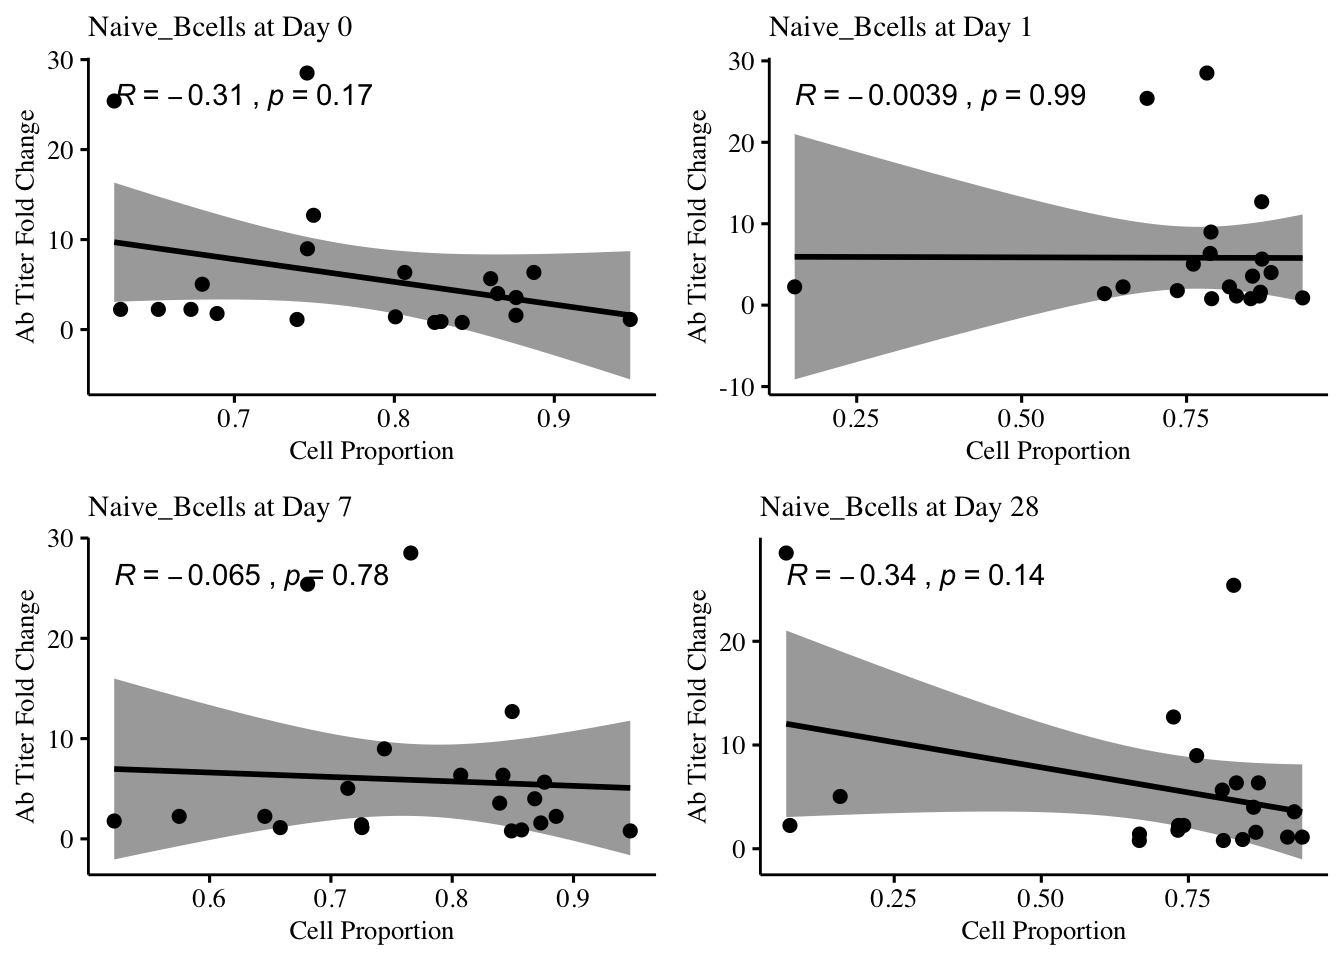 Naive_Bcells at Day 0
R = −0.31 , p = 0.17
Ab Titer Fold Change
30
20
10
0
0.7 0.8 0.9
Cell Proportion
Naive_Bcells at Day 1
R = −0.0039 , p = 0.99
Ab Titer Fold Change
30
20
10
0
-10
0.25 0.50 0.75
Cell Proportion
Naive_Bcells at Day 7
R = −0.065 , p = 0.78
Ab Titer Fold Change
30
20
10
0
0.6 0.7 0.8 0.9
Cell Proportion
Naive_Bcells at Day 28
R = −0.34 , p = 0.14
Ab Titer Fold Change
20
10
0
0.25 0.50 0.75
Cell Proportion